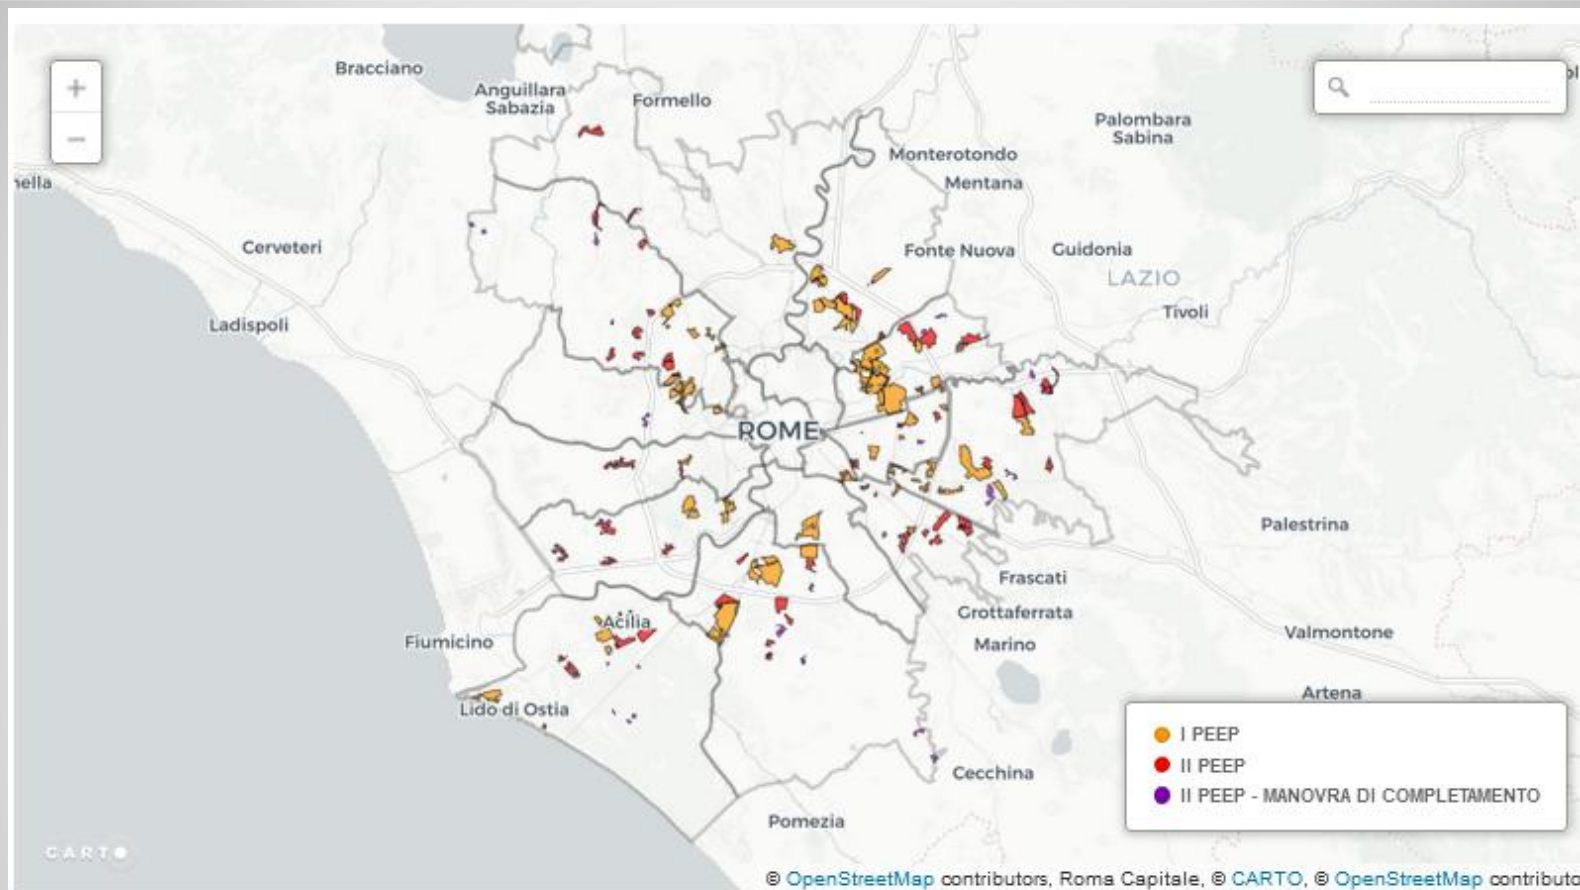 +
−
Bracciano
Anguillara
Sabazia
Formello
Palombara
Sabina
Monterotondo
Mentana
nella
Cerveteri
Fonte Nuova
Guidonia
LAZIO
Ladispoli
Tivoli
ROME
Palestrina
Frascati
Grottaferrata
Acilia
Fiumicino
Marino
Valmontone
Artena
Lido di Ostia
I PEEP
II PEEP
II PEEP - MANOVRA DI COMPLETAMENTO
Cecchina
Pomezia
CARTO
© OpenStreetMap contributors, Roma Capitale, © CARTO, © OpenStreetMap contributo